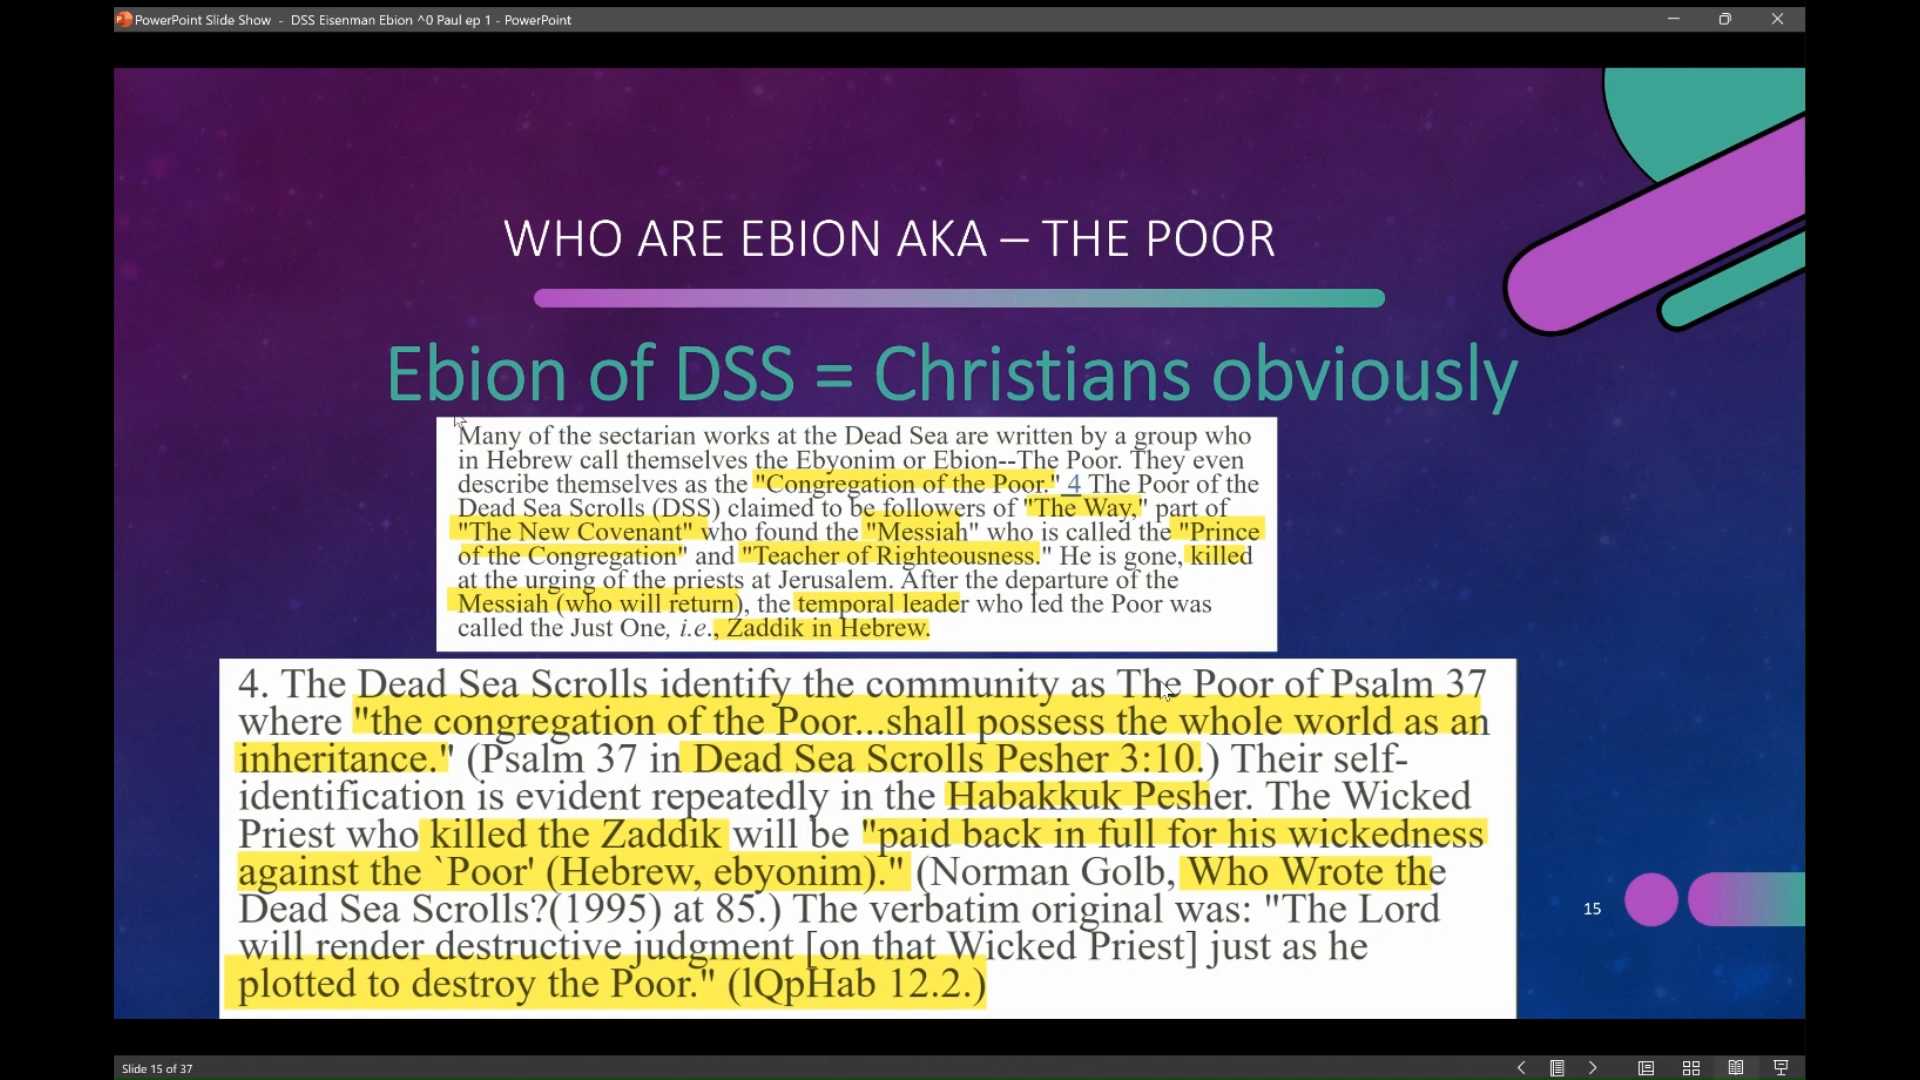 PowerPoint Slide Show - DSS Eisenman Ebion ^0 Paul ep 1 - PowerPoint
WHO ARE EBION AKA – THE POOR
Ebion of DSS = Christians obviously
Many of the sectarian works at the Dead Sea are written by a group who
in Hebrew call themselves the Ebyonim or Ebion--The Poor. They even
describe themselves as the "Congregation of the Poor." 4 The Poor of the
Dead Sea Scrolls (DSS) claimed to be followers of "The Way," part of
"The New Covenant" who found the "Messiah" who is called the "Prince
of the Congregation" and "Teacher of Righteousness." He is gone, killed
at the urging of the priests at Jerusalem. After the departure of the
Messiah (who will return), the temporal leader who led the Poor was
called the Just One, i.e., Zaddik in Hebrew.
4. The Dead Sea Scrolls identify the community as The Poor of Psalm 37
where "the congregation of the Poor...shall possess the whole world as an
inheritance." (Psalm 37 in Dead Sea Scrolls Pesher 3:10.) Their self-
identification is evident repeatedly in the Habakkuk Pesher. The Wicked
Priest who killed the Zaddik will be "paid back in full for his wickedness
against the `Poor' (Hebrew, ebyonim)." (Norman Golb, Who Wrote the
Dead Sea Scrolls?(1995) at 85.) The verbatim original was: "The Lord
will render destructive judgment [on that Wicked Priest] just as he
plotted to destroy the Poor." (lQpHab 12.2.)
15
Slide 15 of 37